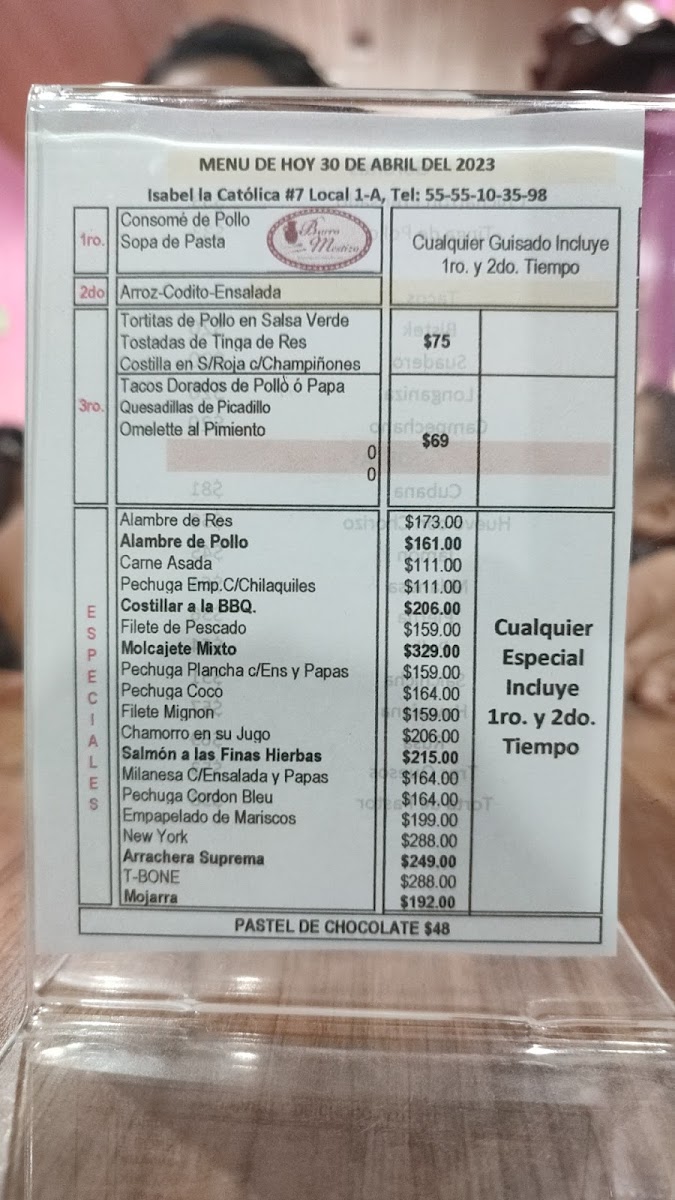 MENU DE HOY 30 DE ABRIL DEL 2023
Isabel la Católica #7 Local 1-A, Tel: 55-55-10-35-98
1ro.
Consomé de Pollo
Sopa de Pasta
Barro Mestizo
Cualquier Guisado Incluye
1ro. y 2do. Tiempo
2do Arroz-Codito-Ensalada
3ro.
Tortitas de Pollo en Salsa Verde
Tostadas de Tinga de Res
Costilla en S/Roja c/Champiñones
$75
Tacos Dorados de Pollo ó Papa
Quesadillas de Picadillo
Omelette al Pimiento
0
0
$69
ESPECIALES
Alambre de Res $173.00
Alambre de Pollo $161.00
Carne Asada $111.00
Pechuga Emp.C/Chilaquiles $111.00
Costillar a la BBQ. $206.00
Filete de Pescado $159.00
Molcajete Mixto $329.00
Pechuga Plancha c/Ens y Papas $159.00
Pechuga Coco $164.00
Filete Mignon $159.00
Chamorro en su Jugo $206.00
Salmón a las Finas Hierbas $215.00
Milanesa C/Ensalada y Papas $164.00
Pechuga Cordon Bleu $164.00
Empapelado de Mariscos $199.00
New York $288.00
Arrachera Suprema $249.00
T-BONE $288.00
Mojarra $192.00
Cualquier
Especial
Incluye
1ro. y 2do.
Tiempo
PASTEL DE CHOCOLATE $48